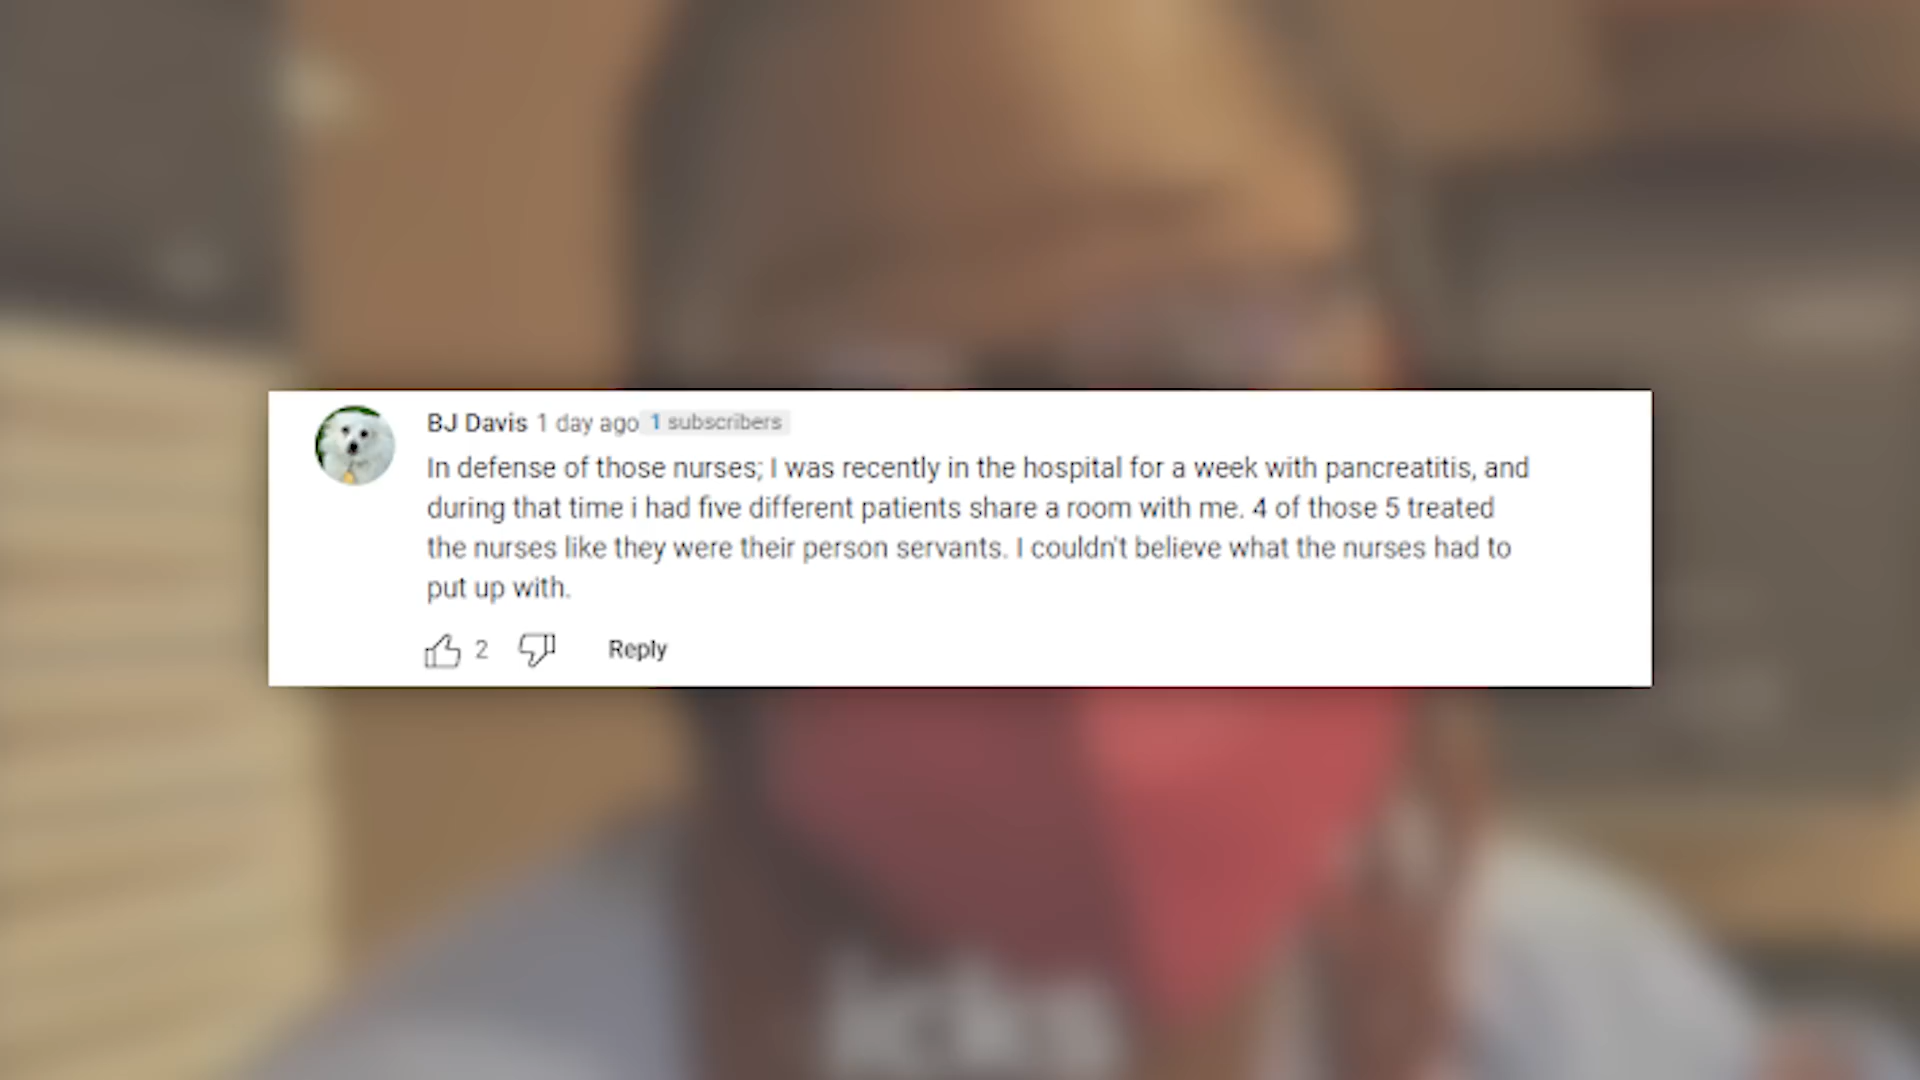 BJ Davis 1 day ago 1 subscribers
In defense of those nurses; I was recently in the hospital for a week with pancreatitis, and
during that time i had five different patients share a room with me. 4 of those 5 treated
the nurses like they were their person servants. I couldn't believe what the nurses had to
put up with.
2 Reply